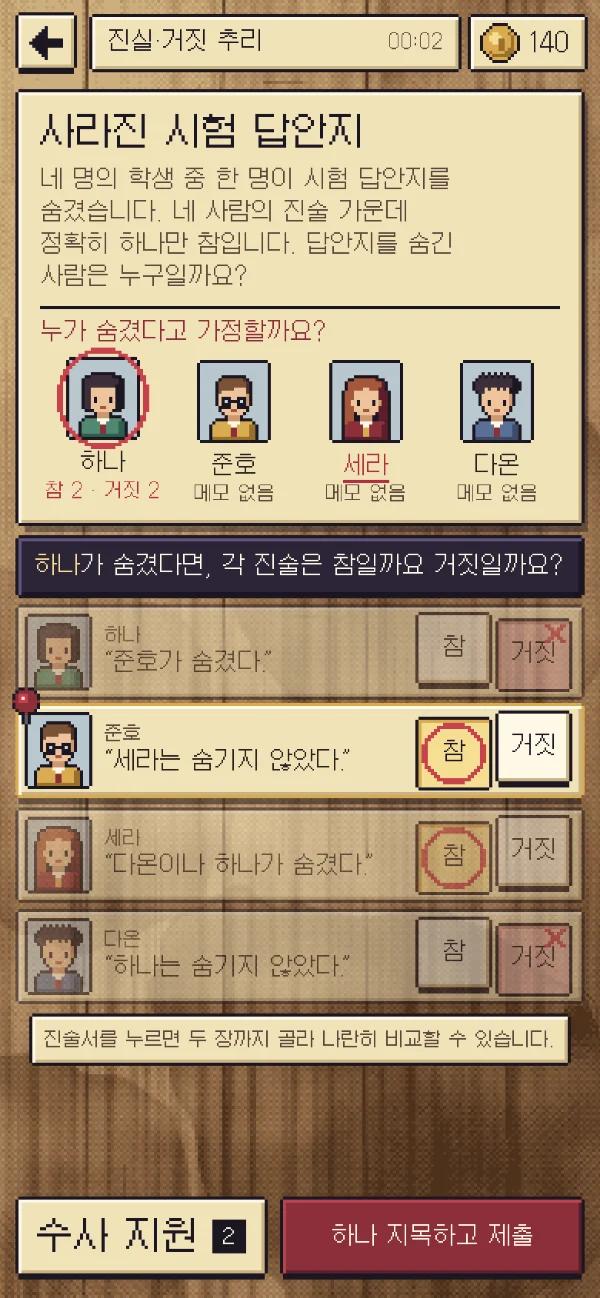 진실·거짓 추리
00:02
140
사라진 시험 답안지
네 명의 학생 중 한 명이 시험 답안지를
숨겼습니다. 네 사람의 진술 가운데
정확히 하나만 참입니다. 답안지를 숨긴
사람은 누구일까요?
누가 숨겼다고 가정할까요?
하나
준호
세라
다온
참 2 · 거짓 2
메모 없음
메모 없음
메모 없음
하나가 숨겼다면, 각 진술은 참일까요 거짓일까요?
하나
“준호가 숨겼다.”
참
거짓
준호
“세라는 숨기지 않았다.”
참
거짓
세라
“다온이나 하나가 숨겼다.”
참
거짓
다온
“하나는 숨기지 않았다.”
참
거짓
진술서를 누르면 두 장까지 골라 나란히 비교할 수 있습니다.
수사 지원 2
하나 지목하고 제출